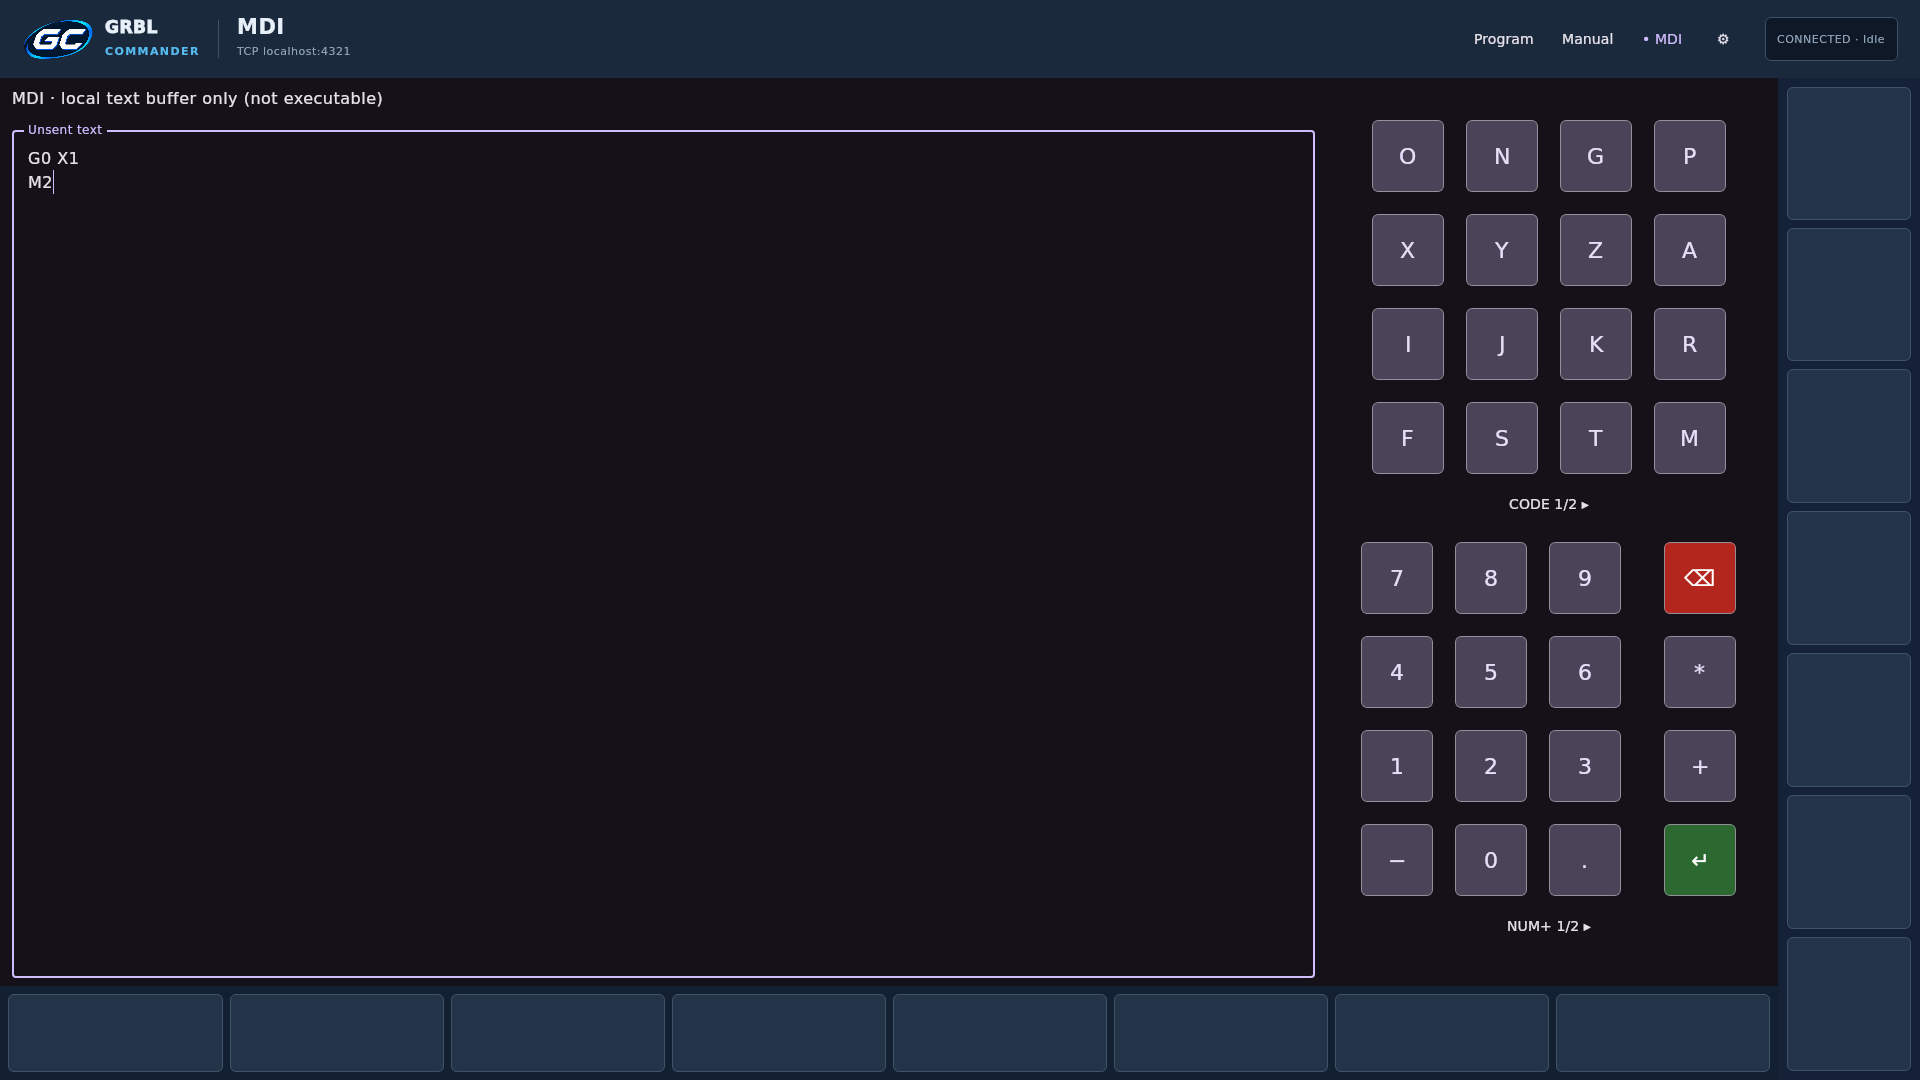 GC
GRBL
COMMANDER
MDI
TCP localhost:4321
Program
Manual
• MDI
⚙
CONNECTED · Idle
MDI · local text buffer only (not executable)
Unsent text
G0 X1
M2
O N G P
X Y Z A
I J K R
F S T M
CODE 1/2 ▸
7 8 9 ⌫
4 5 6 *
1 2 3 +
− 0 . ↵
NUM+ 1/2 ▸